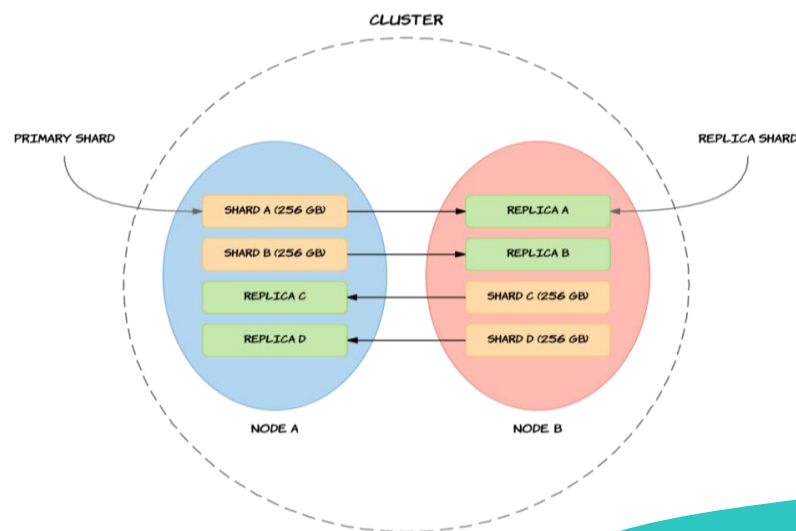 CLUSTER
PRIMARY SHARD
REPLICA SHARD
SHARD A (256 GB)
REPLICA A
SHARD B (256 GB)
REPLICA B
REPLICA C
SHARD C (256 GB)
REPLICA D
SHARD D (256 GB)
NODE A
NODE B